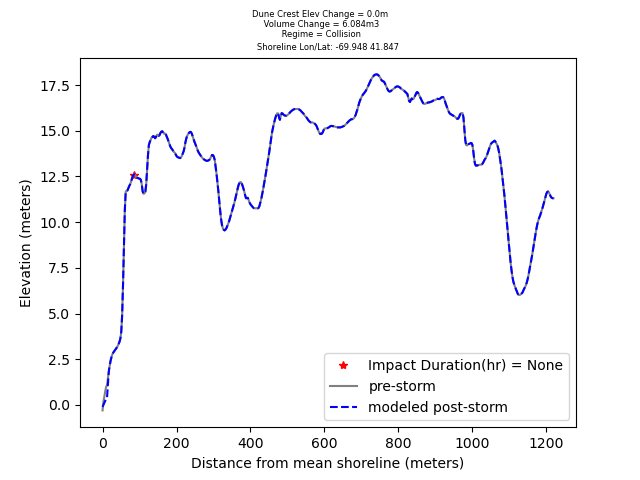 Dune Crest Elev Change = 0.0m
Volume Change = 6.084m3
Regime = Collision
Shoreline Lon/Lat: -69.948 41.847
17.5
15.0
12.5
10.0
7.5
5.0
2.5
0.0
Elevation (meters)
Impact Duration(hr) = None
pre-storm
modeled post-storm
0 200 400 600 800 1000 1200
Distance from mean shoreline (meters)